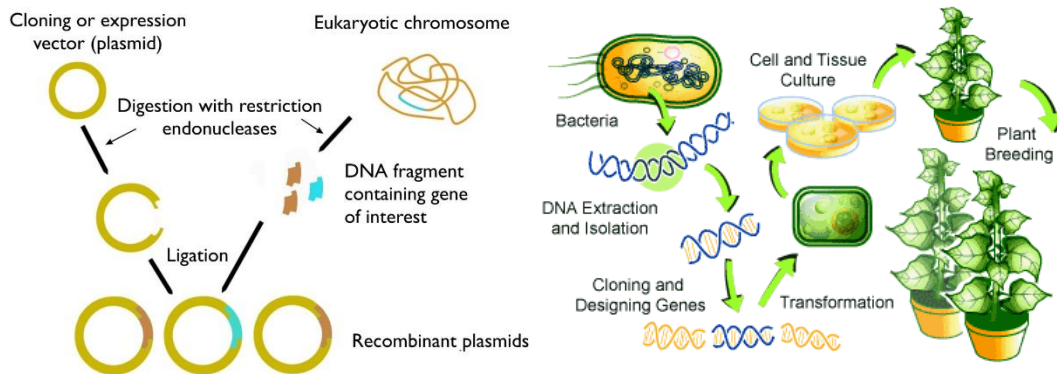 Cloning or expression
vector (plasmid)
Eukaryotic chromosome
Digestion with restriction
endonucleases
DNA fragment
containing gene
of interest
Ligation
Recombinant plasmids
Bacteria
DNA Extraction
and Isolation
Cloning and
Designing Genes
Transformation
Cell and Tissue
Culture
Plant
Breeding